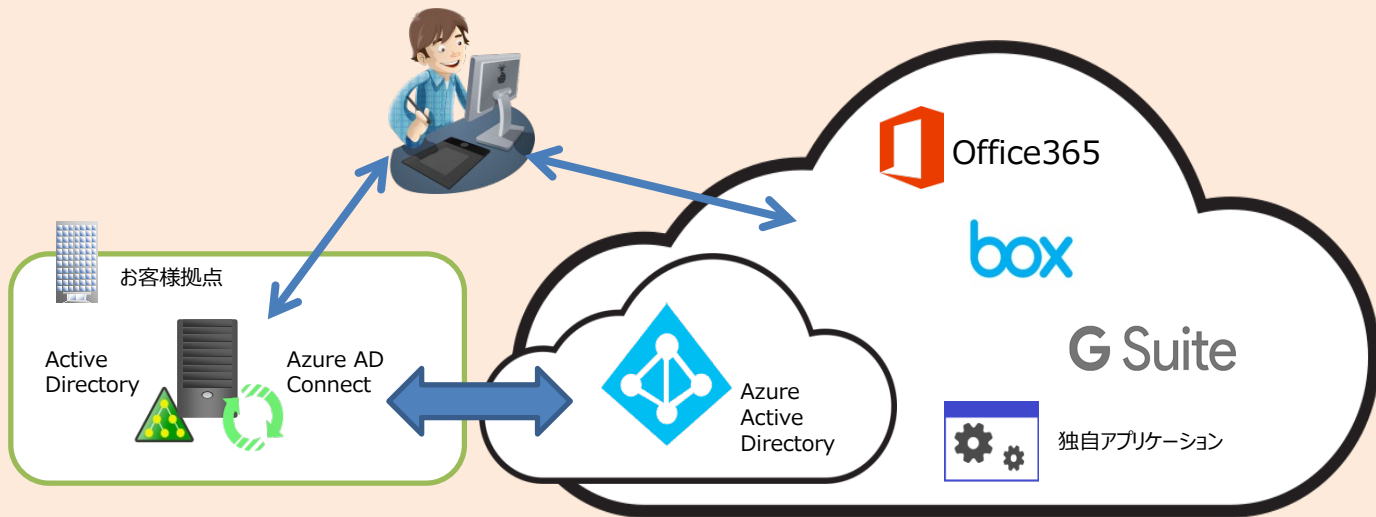 Office365
box
お客様拠点
G Suite
Active
Directory
Azure AD
Connect
Azure
Active
Directory
独自アプリケーション